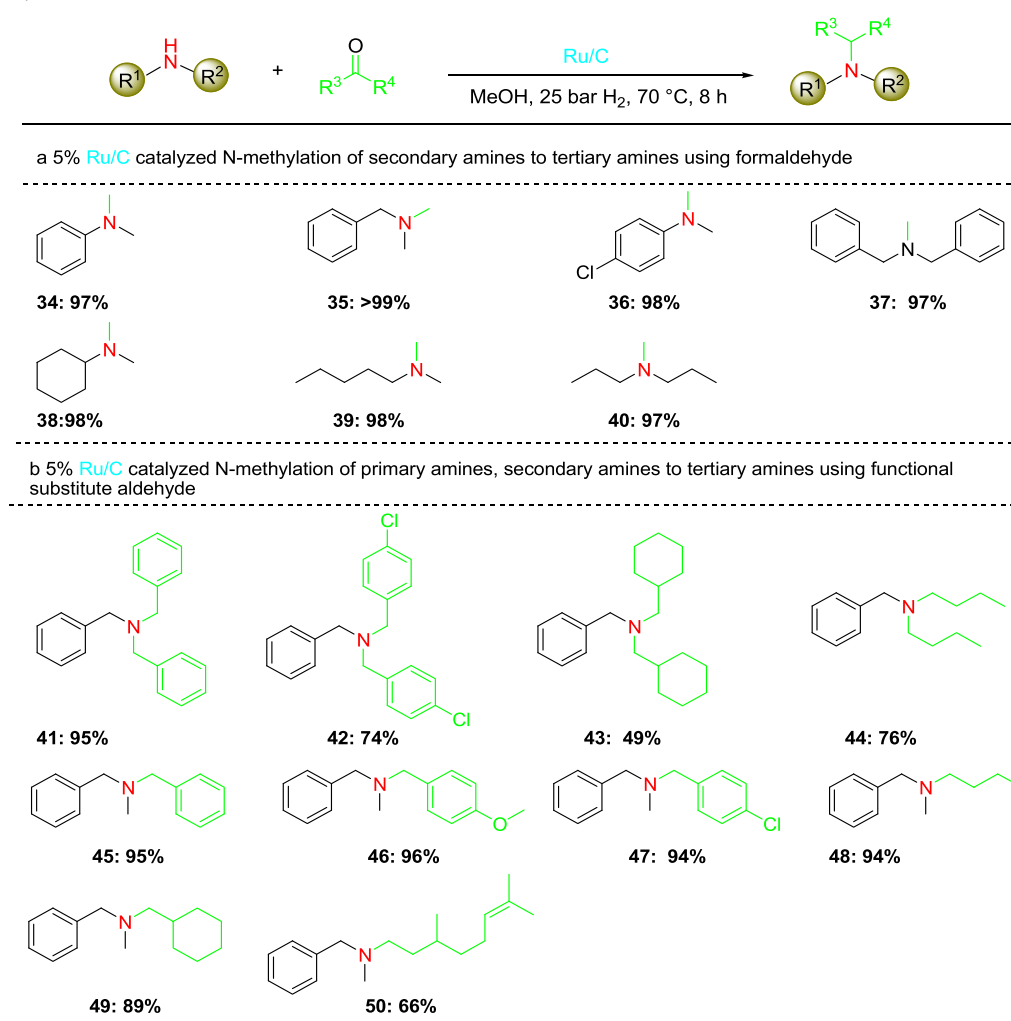 H
N
R1
R2
+
O
R3
R4
Ru/C
MeOH, 25 bar H2, 70 °C, 8 h
R3
R4
N
R1
R2
a 5% Ru/C catalyzed N-methylation of secondary amines to tertiary amines using formaldehyde
N
N
N
Cl
N
34: 97%
35: >99%
36: 98%
37: 97%
N
N
N
38:98%
39: 98%
40: 97%
b 5% Ru/C catalyzed N-methylation of primary amines, secondary amines to tertiary amines using functional
substitute aldehyde
N
Cl
N
Cl
N
N
41: 95%
42: 74%
43: 49%
44: 76%
N
N
O
N
Cl
N
45: 95%
46: 96%
47: 94%
48: 94%
N
N
49: 89%
50: 66%